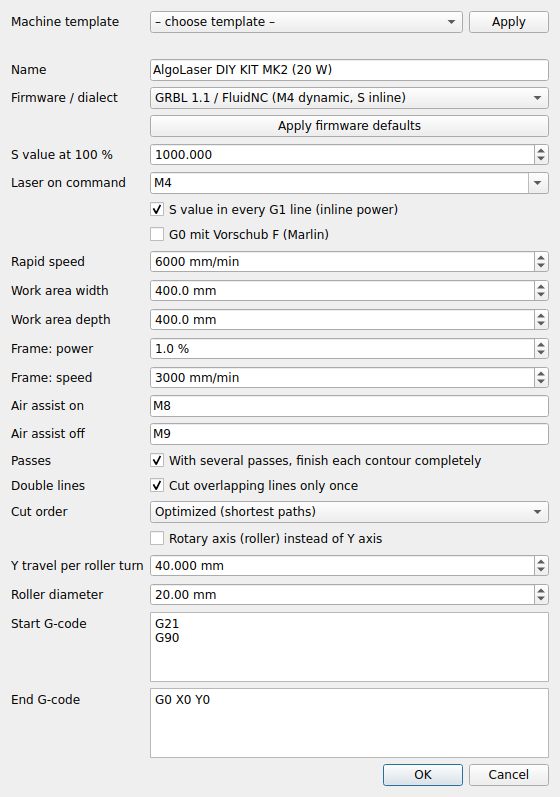 Machine template – choose template – Apply
Name AlgoLaser DIY KIT MK2 (20 W)
Firmware / dialect GRBL 1.1 / FluidNC (M4 dynamic, S inline)
Apply firmware defaults
S value at 100 % 1000.000
Laser on command M4
S value in every G1 line (inline power)
G0 mit Vorschub F (Marlin)
Rapid speed 6000 mm/min
Work area width 400.0 mm
Work area depth 400.0 mm
Frame: power 1.0 %
Frame: speed 3000 mm/min
Air assist on M8
Air assist off M9
Passes With several passes, finish each contour completely
Double lines Cut overlapping lines only once
Cut order Optimized (shortest paths)
Rotary axis (roller) instead of Y axis
Y travel per roller turn 40.000 mm
Roller diameter 20.00 mm
Start G-code G21
G90
End G-code G0 X0 Y0
OK Cancel